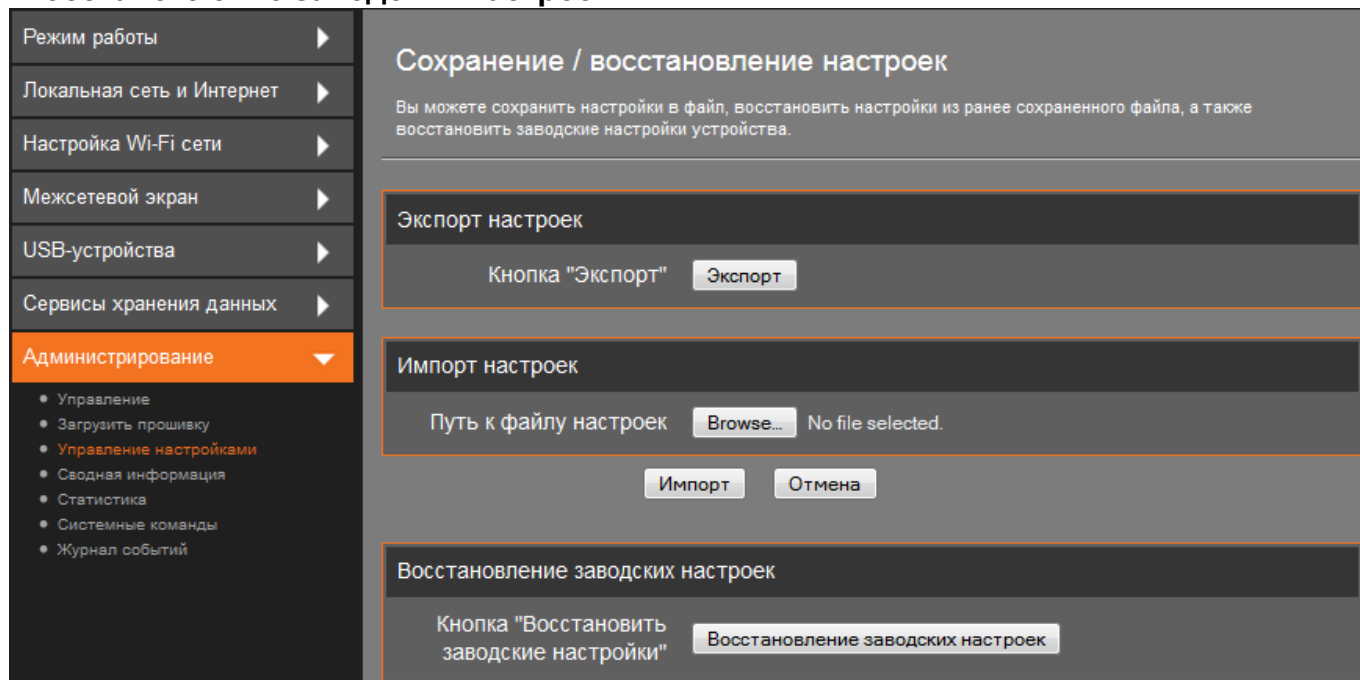 Режим работы
Локальная сеть и Интернет
Настройка Wi-Fi сети
Межсетевой экран
USB-устройства
Сервисы хранения данных
Администрирование
Управление
Загрузить прошивку
Управление настройками
Сводная информация
Статистика
Системные команды
Журнал событий
Сохранение / восстановление настроек
Вы можете сохранить настройки в файл, восстановить настройки из ранее сохраненного файла, а также
восстановить заводские настройки устройства.
Экспорт настроек
Кнопка "Экспорт" Экспорт
Импорт настроек
Путь к файлу настроек Browse... No file selected.
Импорт Отмена
Восстановление заводских настроек
Кнопка "Восстановить
заводские настройки" Восстановление заводских настроек